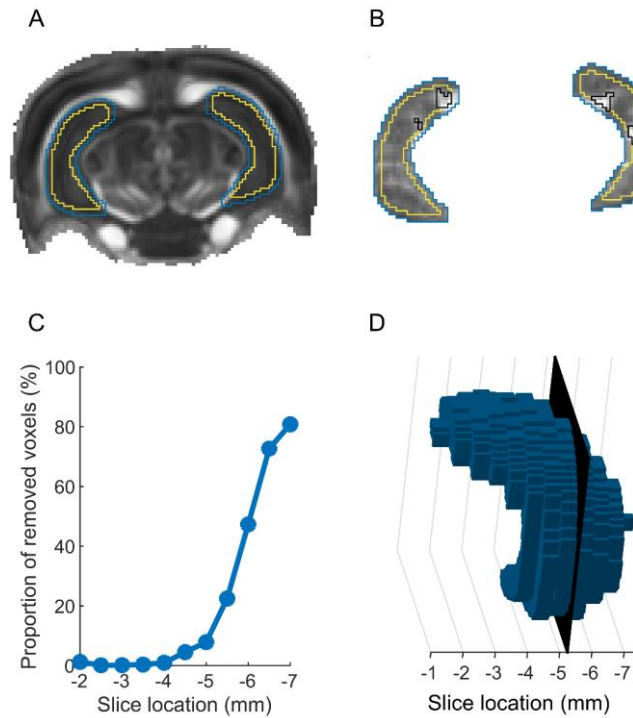 A
B
C
D
100
80
60
40
20
0
Proportion of removed voxels (%)
-2 -3 -4 -5 -6 -7
Slice location (mm)
-1 -2 -3 -4 -5 -6 -7
Slice location (mm)